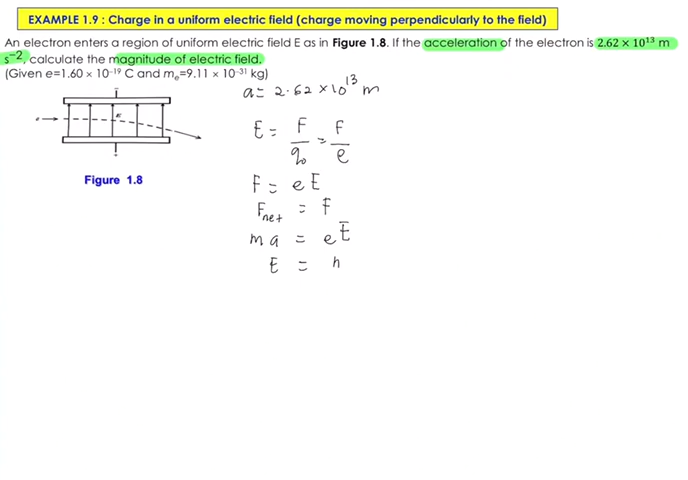 EXAMPLE 1.9 : Charge in a uniform electric field (charge moving perpendicularly to the field)
An electron enters a region of uniform electric field E as in Figure 1.8. If the acceleration of the electron is 2.62 × 10¹³ m
s⁻², calculate the magnitude of electric field.
(Given e=1.60 × 10⁻¹⁹ C and mₑ=9.11 × 10⁻³¹ kg)
a = 2.62 × 10¹³ m
E = F/q₀ = F/e
E
e
Figure 1.8
F = eE
Fnet = F
ma = eE
E =